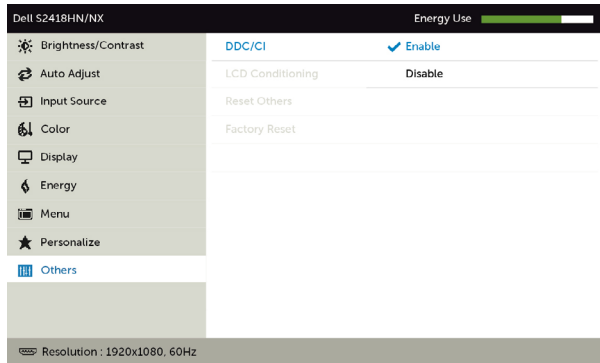 Dell S2418HN/NX
Energy Use
Brightness/Contrast
Auto Adjust
Input Source
Color
Display
Energy
Menu
Personalize
Others
DDC/CI
LCD Conditioning
Reset Others
Factory Reset
Enable
Disable
Resolution : 1920x1080, 60Hz